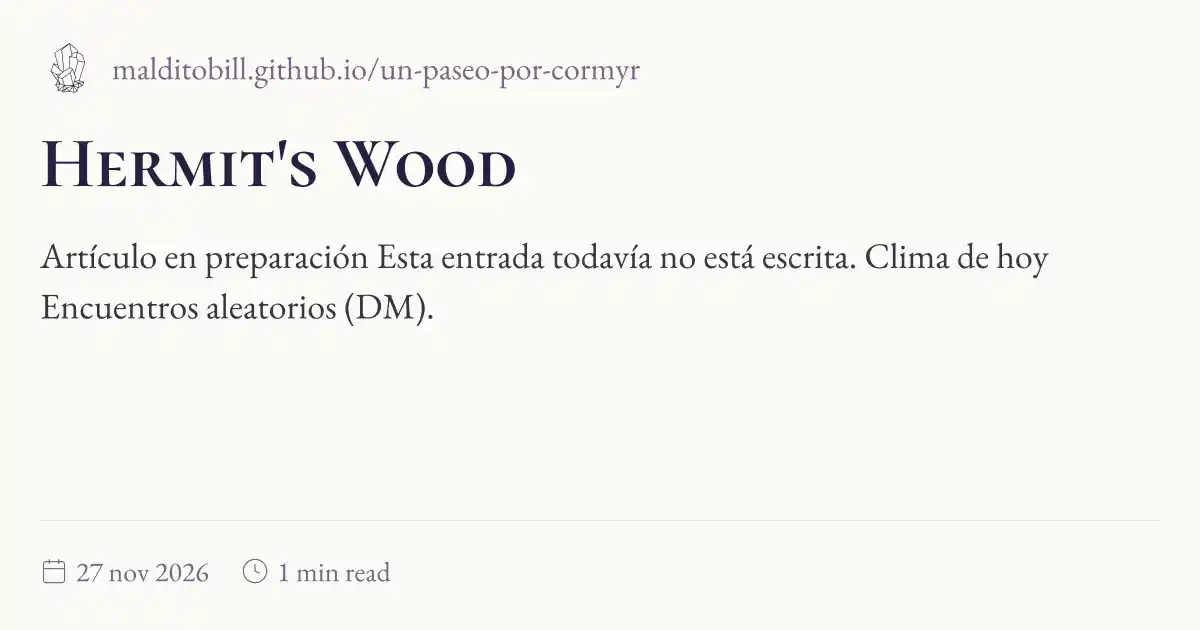 malditobill.github.io/un-paseo-por-cormyr
Hermit's Wood
Artículo en preparación Esta entrada todavía no está escrita. Clima de hoy
Encuentros aleatorios (DM).
27 nov 2026 1 min read